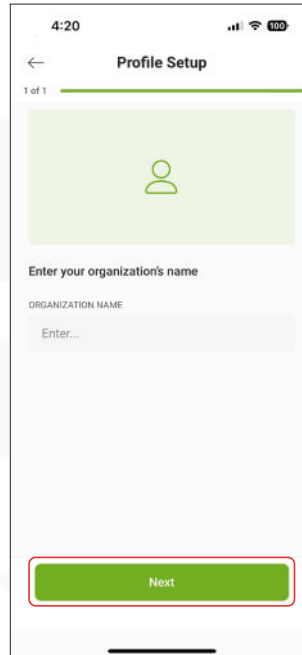 4:20
100
Profile Setup
1 of 1
Enter your organization's name
ORGANIZATION NAME
Enter...
Next